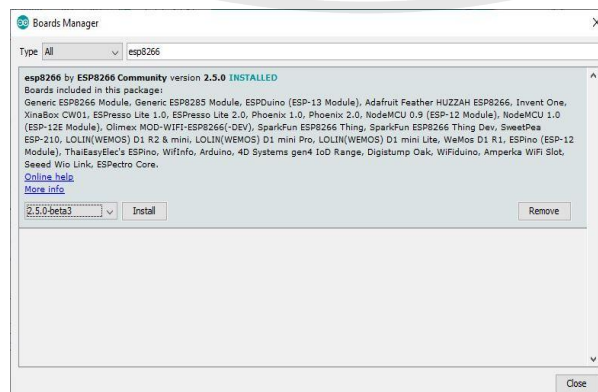 Boards Manager
Type All esp8266
esp8266 by ESP8266 Community version 2.5.0 INSTALLED
Boards included in this package:
Generic ESP8266 Module, Generic ESP8285 Module, ESPDuino (ESP-13 Module), Adafruit Feather HUZZAH ESP8266, Invent One,
XinaBox CW01, ESPresso Lite 1.0, ESPresso Lite 2.0, Phoenix 1.0, Phoenix 2.0, NodeMCU 0.9 (ESP-12 Module), NodeMCU 1.0
(ESP-12E Module), Olimex MOD-WIFI-ESP8266(-DEV), SparkFun ESP8266 Thing, SparkFun ESP8266 Thing Dev, SweetPea
ESP-210, LOLIN(WEMOS) D1 R2 & mini, LOLIN(WEMOS) D1 mini Pro, LOLIN(WEMOS) D1 mini Lite, WeMos D1 R1, ESPino (ESP-12
Module), ThaiEasyElec's ESPino, WifInfo, Arduino, 4D Systems gen4 IoD Range, Digistump Oak, WiFiduino, Amperka WiFi Slot,
Seeed Wio Link, ESPectro Core.
Online help
More info
2.5.0-beta3 Install Remove
Close